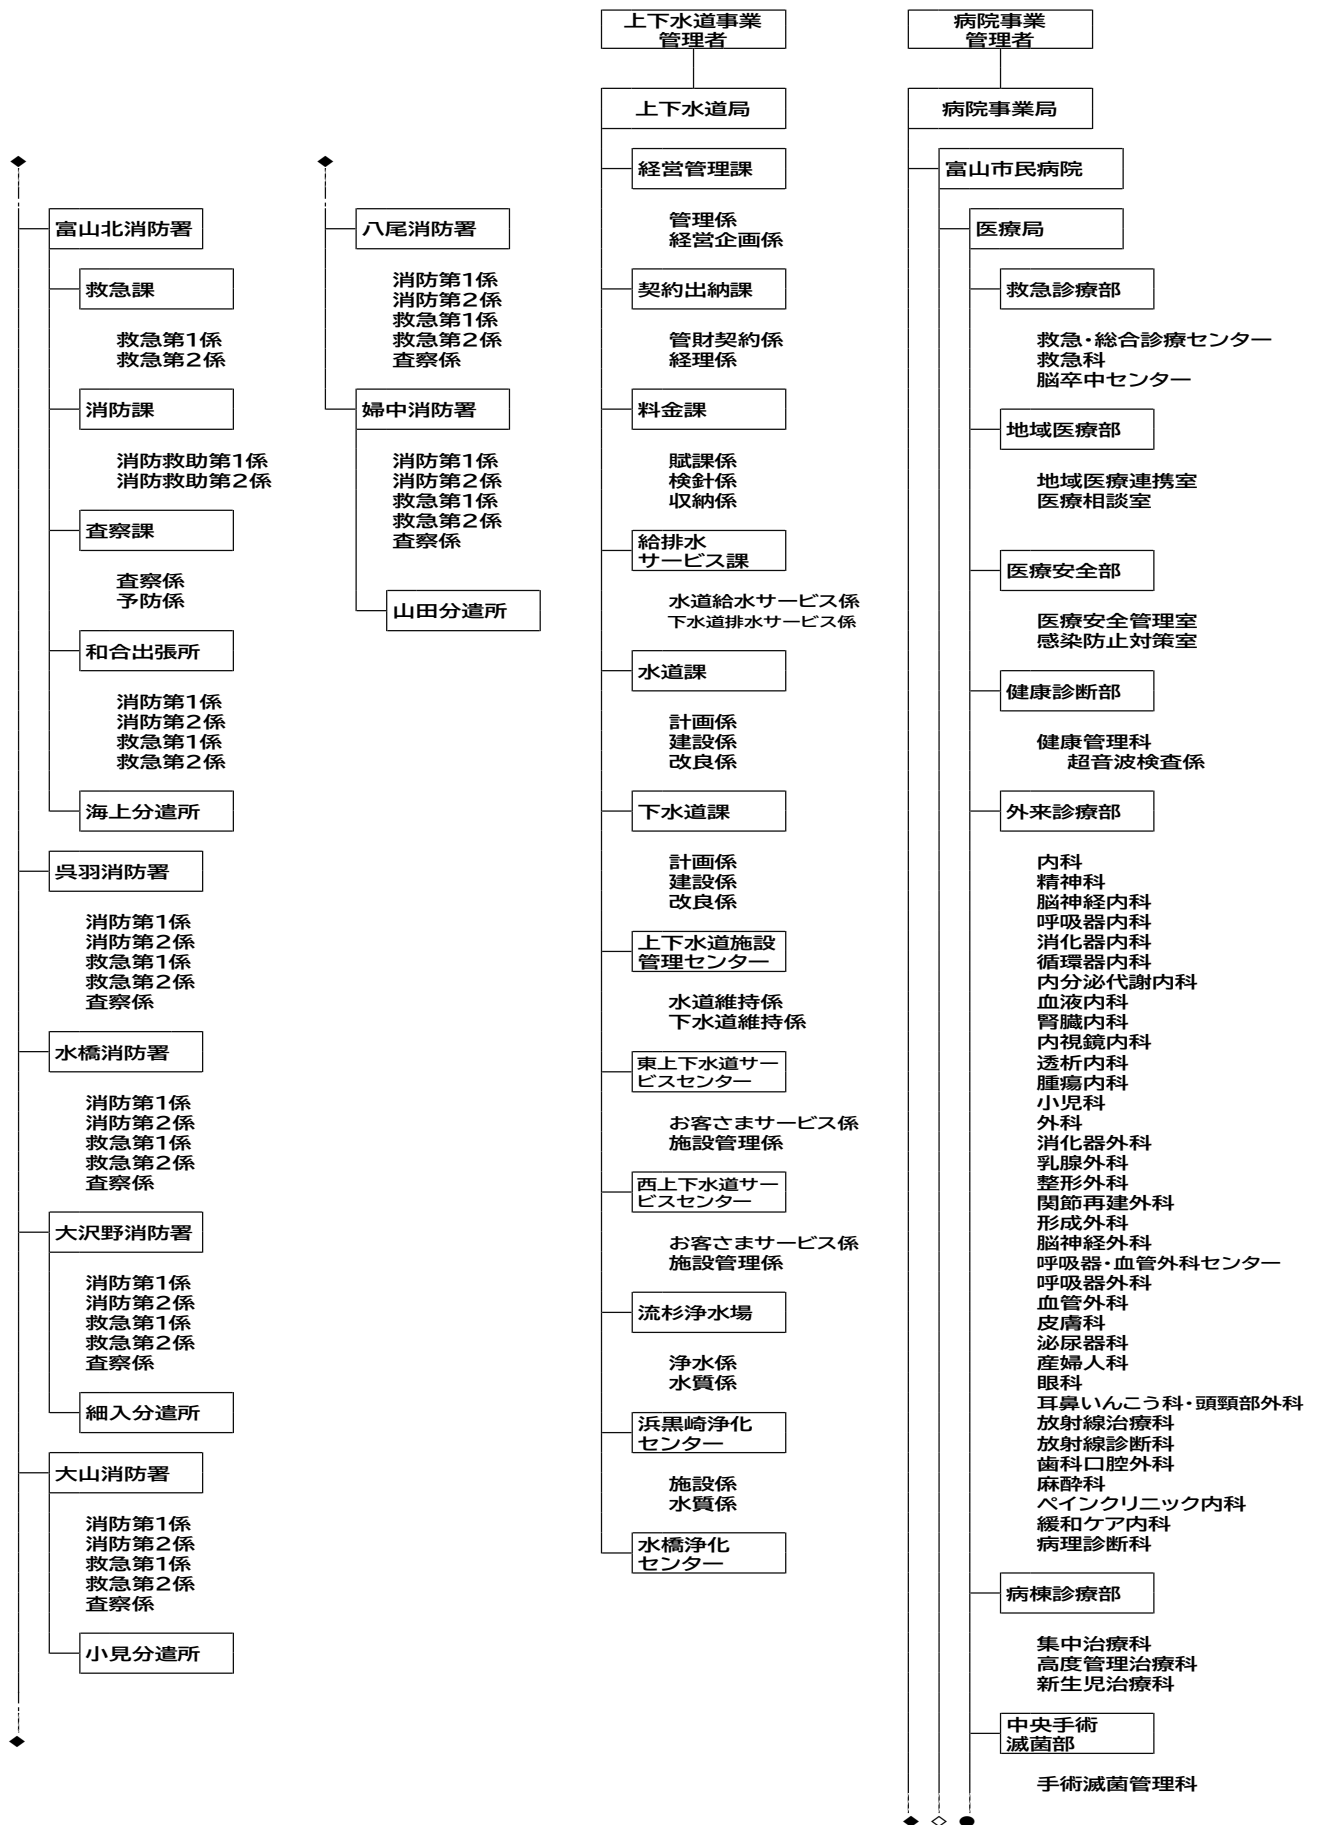 富山北消防署
救急課
救急第1係
救急第2係
消防課
消防救助第1係
消防救助第2係
査察課
査察係
予防係
和合出張所
消防第1係
消防第2係
救急第1係
救急第2係
海上分遣所
呉羽消防署
消防第1係
消防第2係
救急第1係
救急第2係
査察係
水橋消防署
消防第1係
消防第2係
救急第1係
救急第2係
査察係
大沢野消防署
消防第1係
消防第2係
救急第1係
救急第2係
査察係
細入分遣所
大山消防署
消防第1係
消防第2係
救急第1係
救急第2係
査察係
小見分遣所
八尾消防署
消防第1係
消防第2係
救急第1係
救急第2係
査察係
婦中消防署
消防第1係
消防第2係
救急第1係
救急第2係
査察係
山田分遣所
上下水道事業
管理者
上下水道局
経営管理課
管理係
経営企画係
契約出納課
管財契約係
経理係
料金課
賦課係
検針係
収納係
給排水
サービス課
水道給水サービス係
下水道排水サービス係
水道課
計画係
建設係
改良係
下水道課
計画係
建設係
改良係
上下水道施設
管理センター
水道維持係
下水道維持係
東上下水道サー
ビスセンター
お客さまサービス係
施設管理係
西上下水道サー
ビスセンター
お客さまサービス係
施設管理係
流杉浄水場
浄水係
水質係
浜黒崎浄化
センター
施設係
水質係
水橋浄化
センター
病院事業
管理者
病院事業局
富山市民病院
医療局
救急診療部
救急・総合診療センター
救急科
脳卒中センター
地域医療部
地域医療連携室
医療相談室
医療安全部
医療安全管理室
感染防止対策室
健康診断部
健康管理科
超音波検査係
外来診療部
内科
精神科
脳神経内科
呼吸器内科
消化器内科
循環器内科
内分泌代謝内科
血液内科
腎臓内科
内視鏡内科
透析内科
腫瘍内科
小児科
外科
消化器外科
乳腺外科
整形外科
関節再建外科
形成外科
脳神経外科
呼吸器・血管外科センター
呼吸器外科
血管外科
皮膚科
泌尿器科
産婦人科
眼科
耳鼻いんこう科・頭頸部外科
放射線治療科
放射線診断科
歯科口腔外科
麻酔科
ペインクリニック内科
緩和ケア内科
病理診断科
病棟診療部
集中治療科
高度管理治療科
新生児治療科
中央手術
滅菌部
手術滅菌管理科